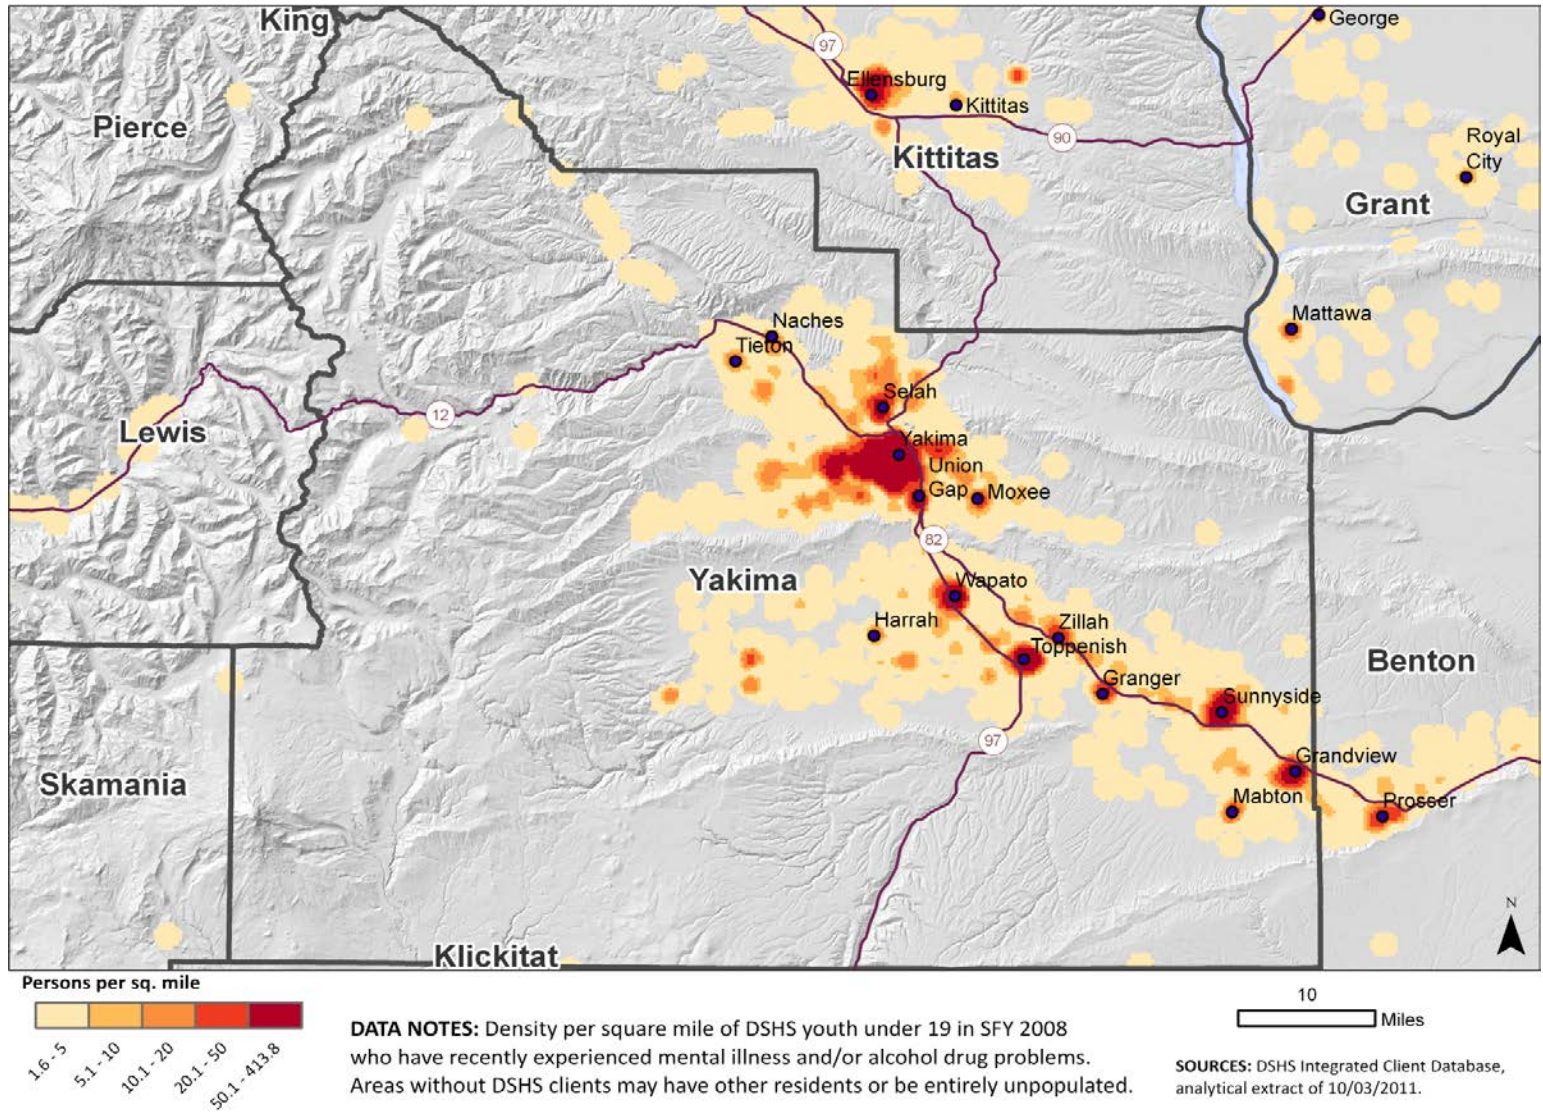 King
George
97
Ellensburg
Kittitas
Pierce
90
Royal
City
Kittitas
Grant
Mattawa
Naches
Tieton
Selah
12
Lewis
Yakima
Union
Gap
Moxee
82
Yakima
Wapato
Harrah
Zillah
Toppenish
Benton
Granger
Sunnyside
97
Grandview
Skamania
Mabton
Prosser
N
Klickitat
Persons per sq. mile
1.6 - 5
5.1 - 10
10.1 - 20
20.1 - 50
50.1 - 413.8
DATA NOTES: Density per square mile of DSHS youth under 19 in SFY 2008
who have recently experienced mental illness and/or alcohol drug problems.
Areas without DSHS clients may have other residents or be entirely unpopulated.
10
Miles
SOURCES: DSHS Integrated Client Database,
analytical extract of 10/03/2011.